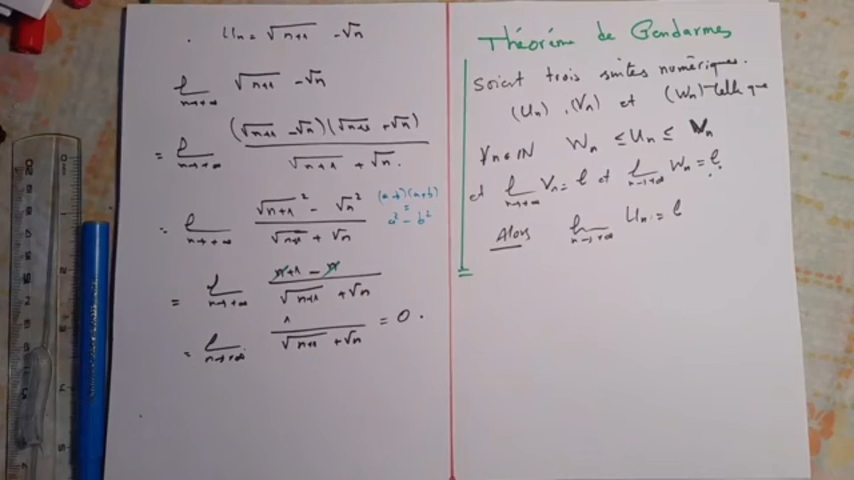 Un = √n+1 - √n
lim n→+∞ √n+1 - √n
= lim n→+∞ (√n+1 - √n)(√n+1 + √n) / √n+1 + √n.
= lim n→+∞ √n+1² - √n² / √n+1 + √n
(a-b)(a+b)
=
a² - b²
= lim n→+∞ n+1 - n / √n+1 + √n
= lim n→+∞ 1 / √n+1 + √n = 0.
Théorème de Gendarmes
Soient trois suites numériques.
(Un), (Vn) et (Wn) telle que
∀n∈IN Wn ≤ Un ≤ Vn
et lim n→+∞ Vn = l et lim n→+∞ Wn = l.
Alors lim n→+∞ Un = l